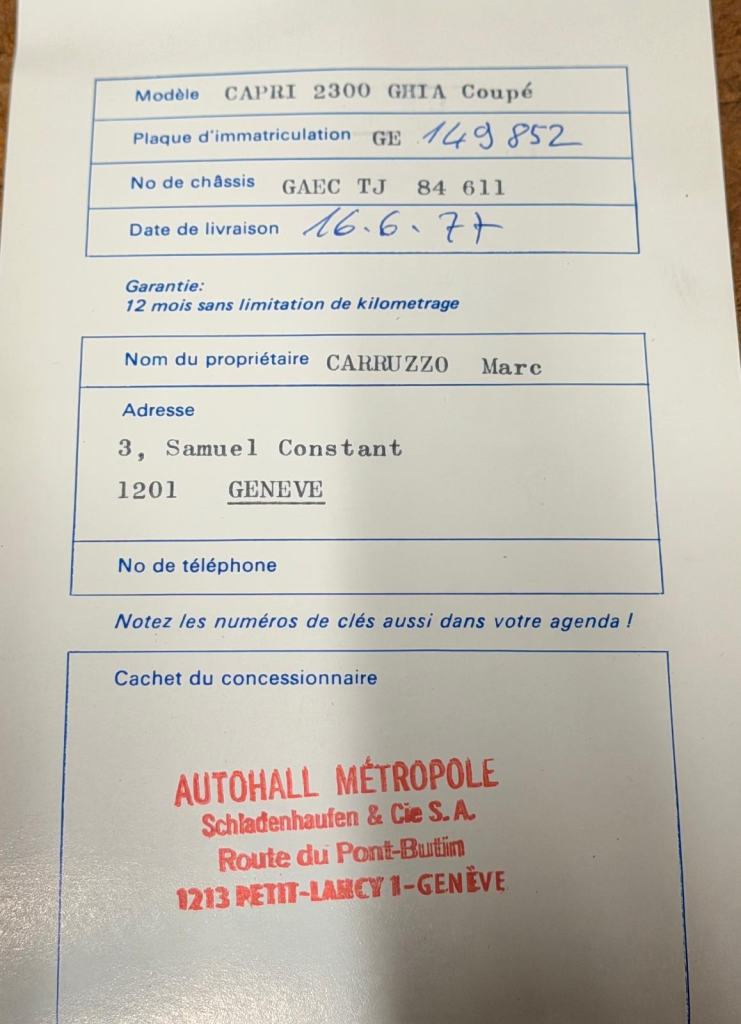 Modèle CAPRI 2300 GHIA Coupé
Plaque d'immatriculation GE 149 852
No de châssis GAEC TJ 84 611
Date de livraison 16.6.77
Garantie:
12 mois sans limitation de kilometrage
Nom du propriétaire CARRUZZO Marc
Adresse
3, Samuel Constant
1201 GENEVE
No de téléphone
Notez les numéros de clés aussi dans votre agenda !
Cachet du concessionnaire
AUTOHALL MÉTROPOLE
Schladenhaufen & Cie S.A.
Route du Pont-Butin
1213 PETIT-LANCY 1-GENÈVE